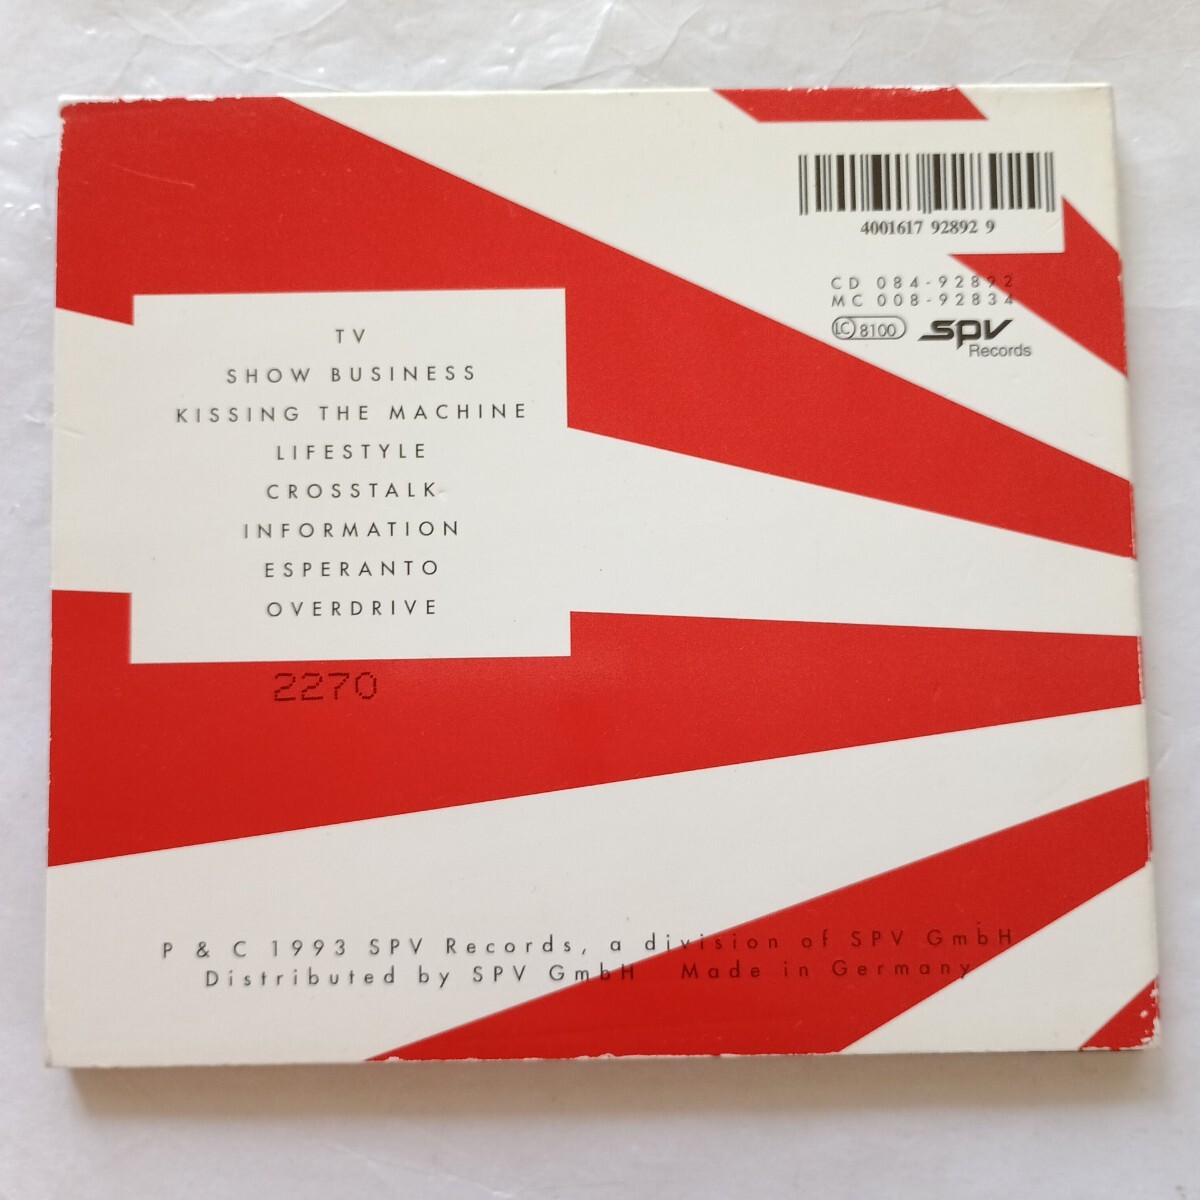 4001617 92892 9
CD 084-92892
MC 008-92834
LC 8100 SPV
Records
TV
SHOW BUSINESS
KISSING THE MACHINE
LIFESTYLE
CROSSTALK
INFORMATION
ESPERANTO
OVERDRIVE
2270
P & C 1993 SPV Records, a division of SPV GmbH
Distributed by SPV GmbH Made in Germany